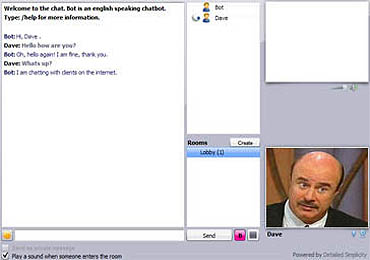 Welcome to the chat. Bot is an english speaking chatbot.
Type: /help for more information.
Bot: Hi, Dave .
Dave: Hello how are you?
Bot: Oh, hello again! I am fine, thank you.
Dave: Whats up?
Bot: I am chatting with clients on the internet.
Bot
Dave
Rooms
Create
Lobby (1)
Send
B
Dave
Send as private message
Play a sound when someone enters the room
Powered by Detailed Simplicity